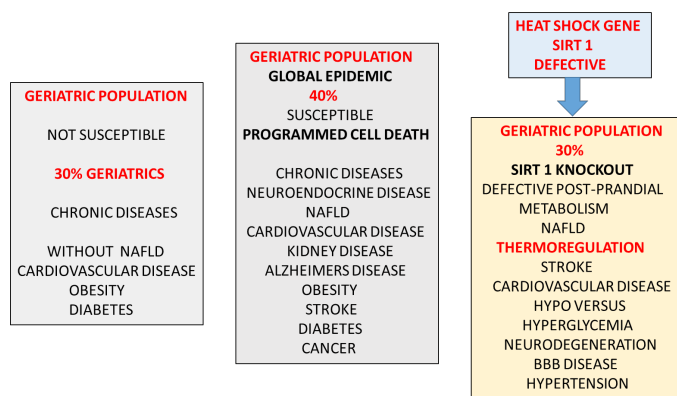 GERIATRIC POPULATION
NOT SUSCEPTIBLE
30% GERIATRICS
CHRONIC DISEASES
WITHOUT NAFLD
CARDIOVASCULAR DISEASE
OBESITY
DIABETES
GERIATRIC POPULATION
GLOBAL EPIDEMIC
40%
SUSCEPTIBLE
PROGRAMMED CELL DEATH
CHRONIC DISEASES
NEUROENDOCRINE DISEASE
NAFLD
CARDIOVASCULAR DISEASE
KIDNEY DISEASE
ALZHEIMERS DISEASE
OBESITY
STROKE
DIABETES
CANCER
HEAT SHOCK GENE
SIRT 1
DEFECTIVE
GERIATRIC POPULATION
30%
SIRT 1 KNOCKOUT
DEFECTIVE POST-PRANDIAL
METABOLISM
NAFLD
THERMOREGULATION
STROKE
CARDIOVASCULAR DISEASE
HYPO VERSUS
HYPERGLYCEMIA
NEURODEGENERATION
BBB DISEASE
HYPERTENSION